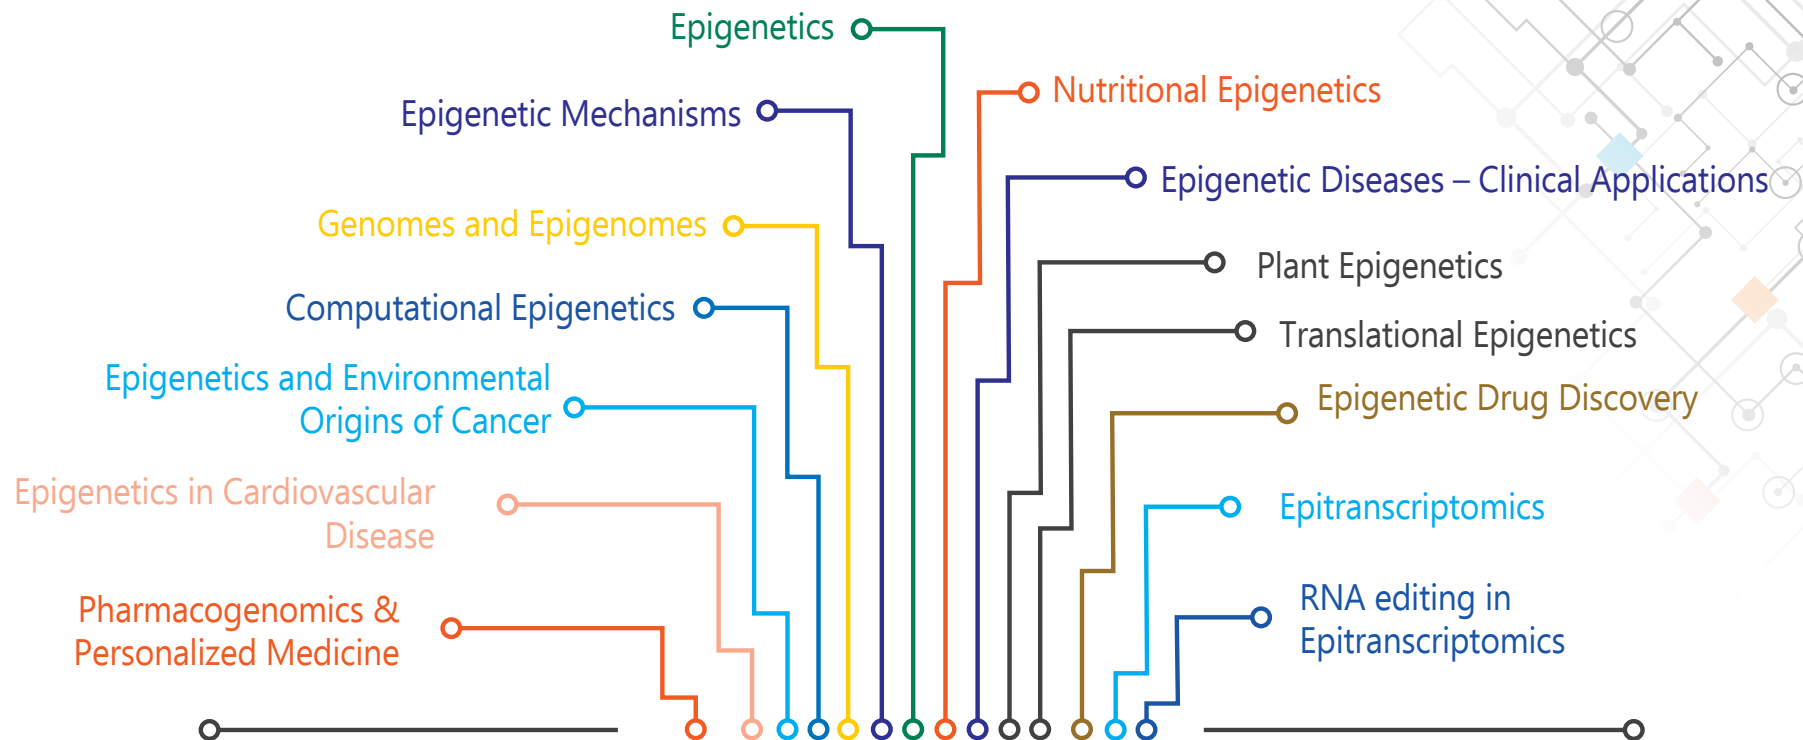 Epigenetics
Nutritional Epigenetics
Epigenetic Mechanisms
Epigenetic Diseases – Clinical Applications
Genomes and Epigenomes
Plant Epigenetics
Computational Epigenetics
Translational Epigenetics
Epigenetics and Environmental
Origins of Cancer
Epigenetic Drug Discovery
Epigenetics in Cardiovascular
Disease
Epitranscriptomics
Pharmacogenomics &
Personalized Medicine
RNA editing in
Epitranscriptomics